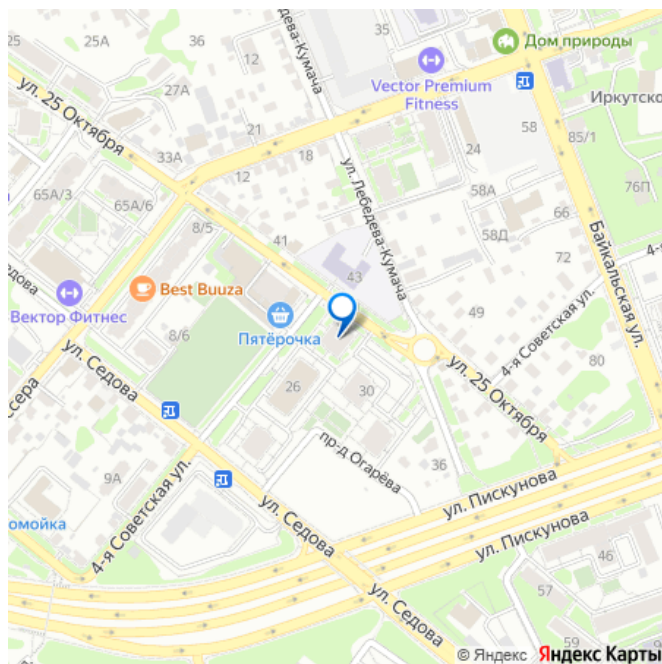 36
25А
25А
ул. Лебедева-Кумача
35
Дом природы
Vector Premium
Fitness
27А
ул. 25 Октября
21
58
Иркутско
85/1
33А
18
24
12
12
ул. Лебедева-Кумача
76П
65А/3
65А/6
58А
66
8/5
41
58Д
72
Байкальская ул.
4-я
Best Buuza
43
Вектор Фитнес
Пятёрочка
49
4-я Советская ул.
8/6
ул. Седова
80
26
30
ул. 25 Октября
пр-д Огарёва
9А
36
4-я Советская ул.
ул. Пискунова
омойка
ул. Седова
ул. Пискунова
46
ул. Седова
57
59
© Яндекс Яндекс Карты